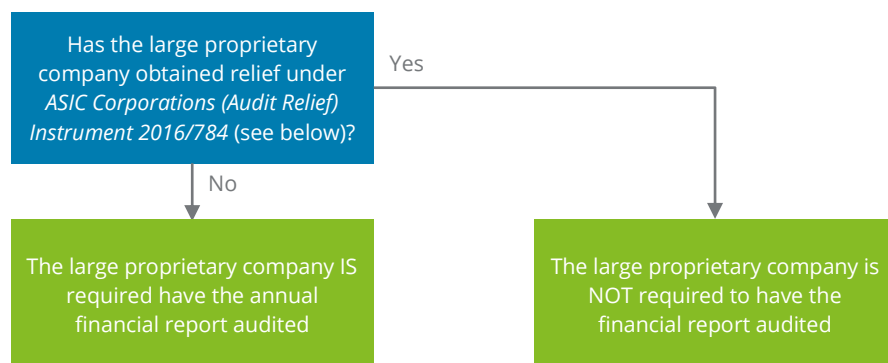 Has the large proprietary
company obtained relief under
ASIC Corporations (Audit Relief)
Instrument 2016/784 (see below)?
Yes
No
The large proprietary company IS
required have the annual
financial report audited
The large proprietary company is
NOT required to have the
financial report audited